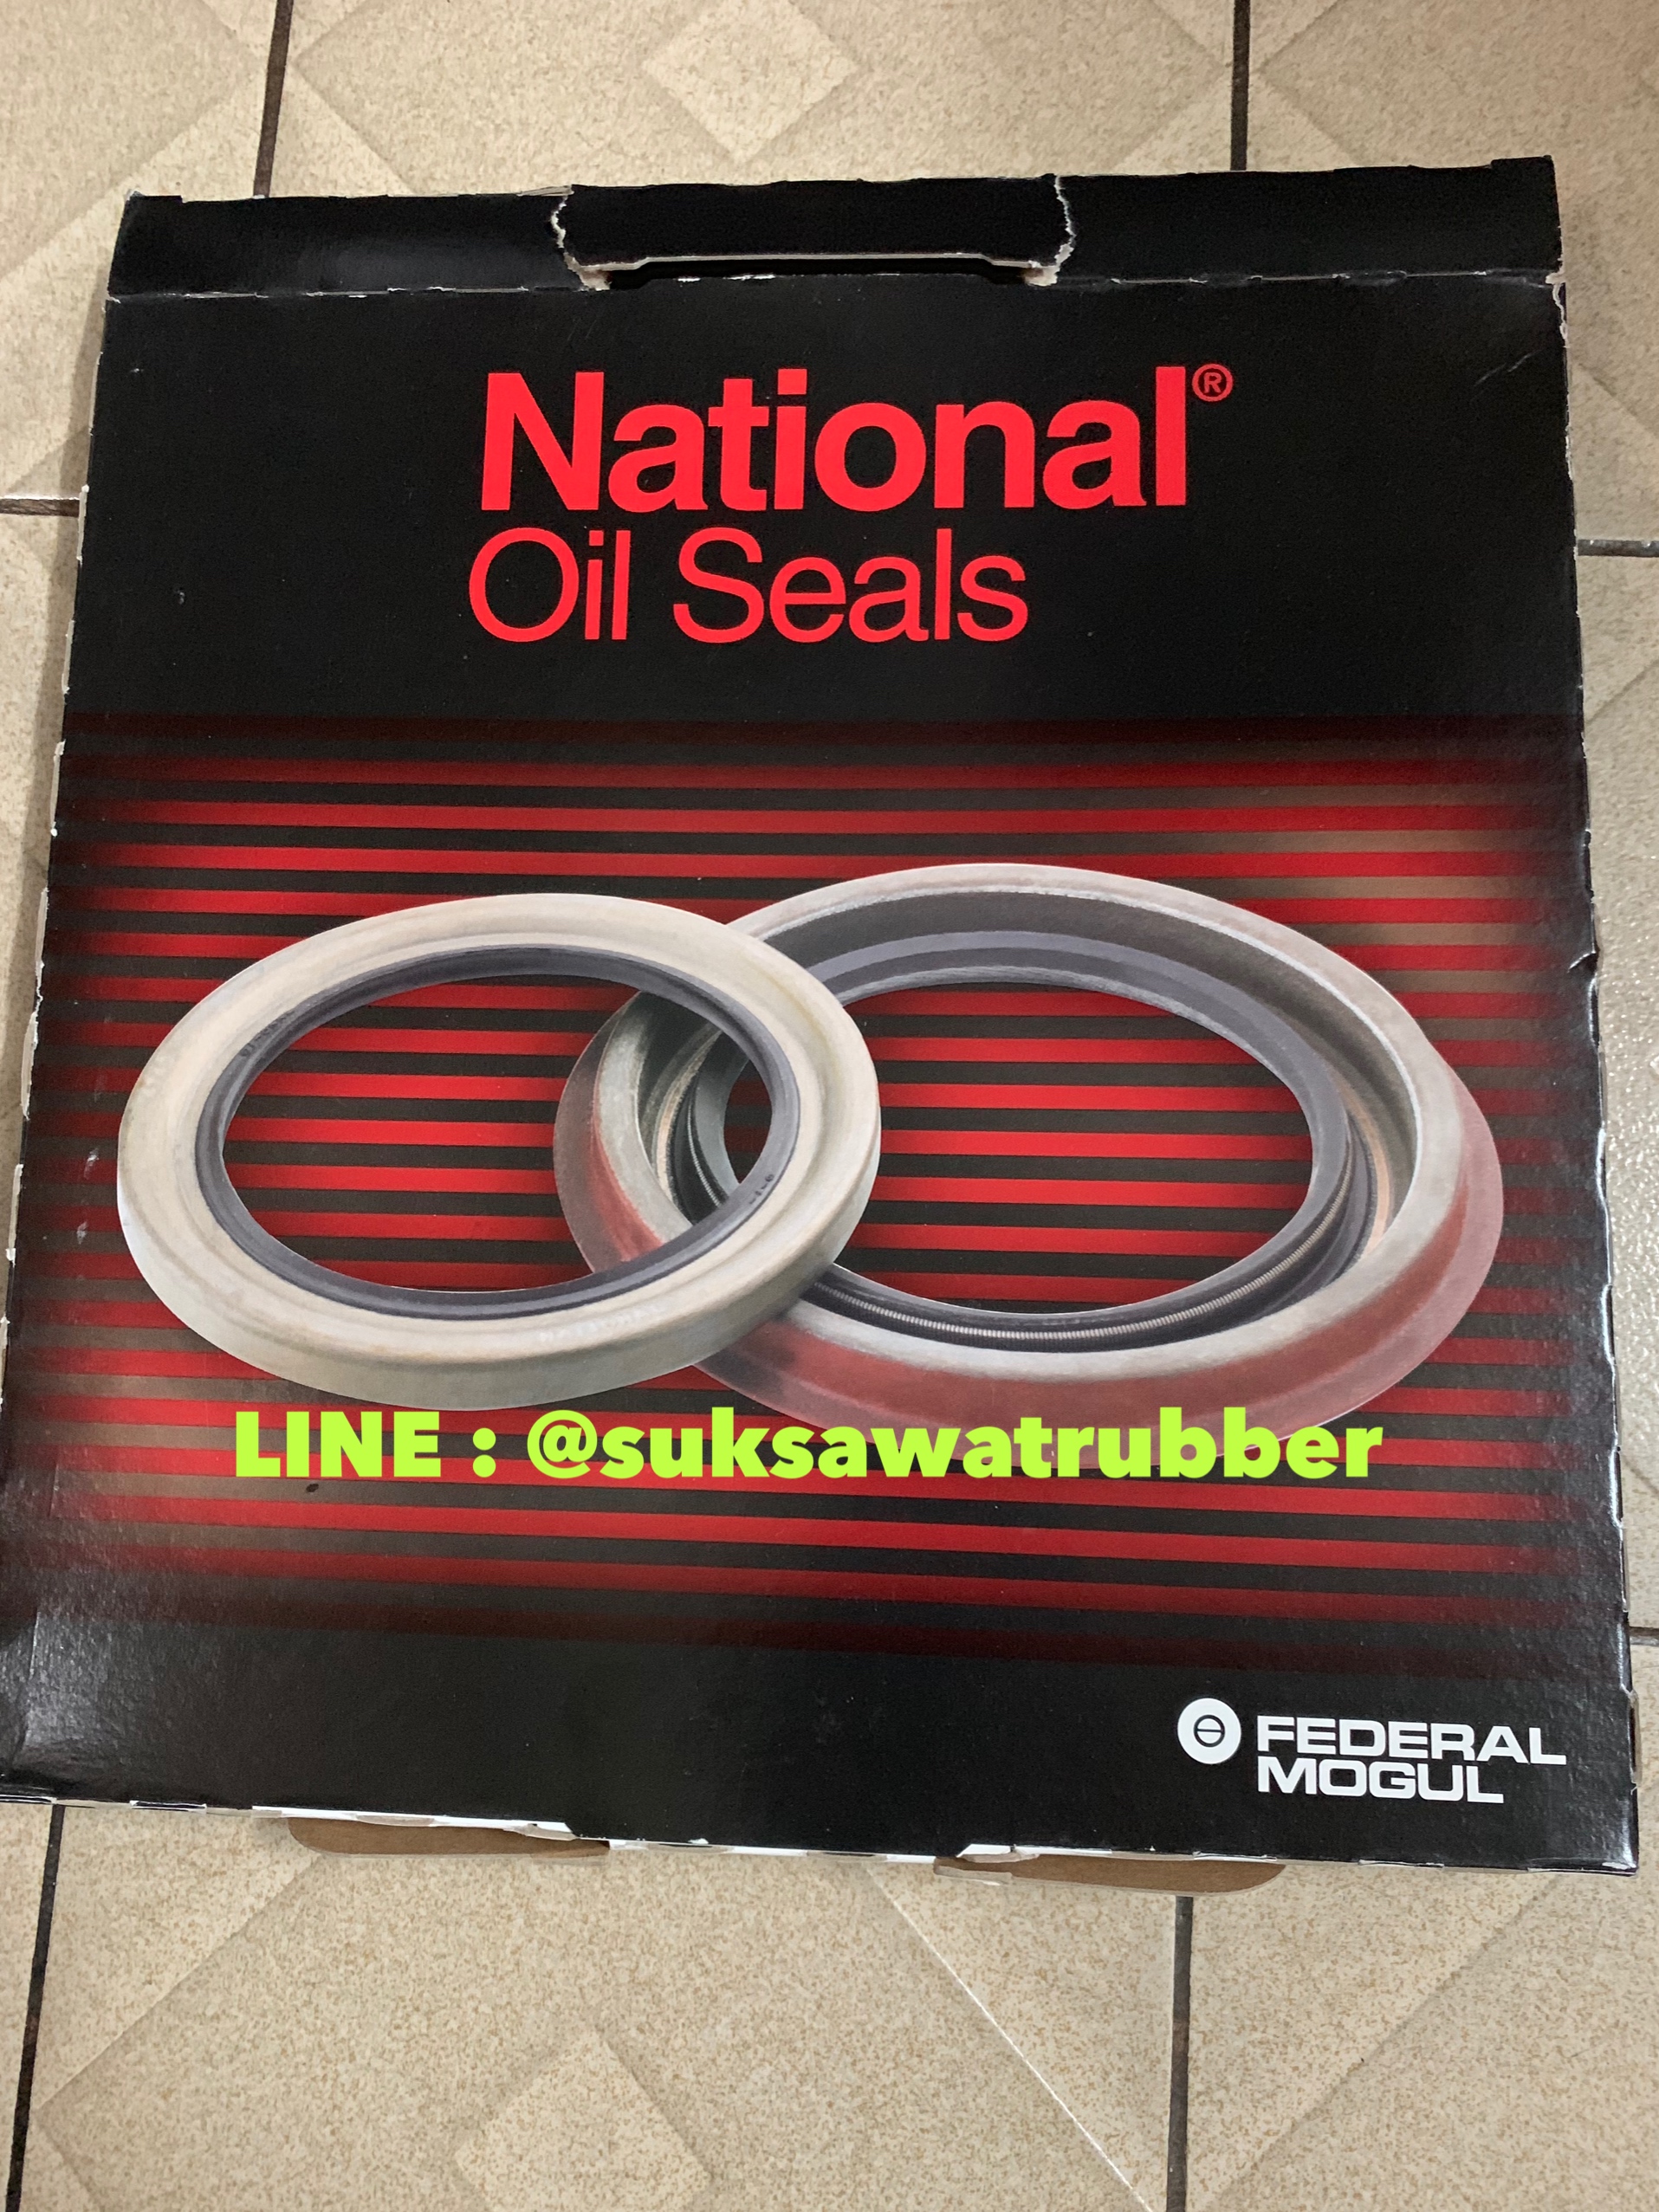 National®
Oil Seals
LINE : @suksawatrubber
FEDERAL
MOGUL